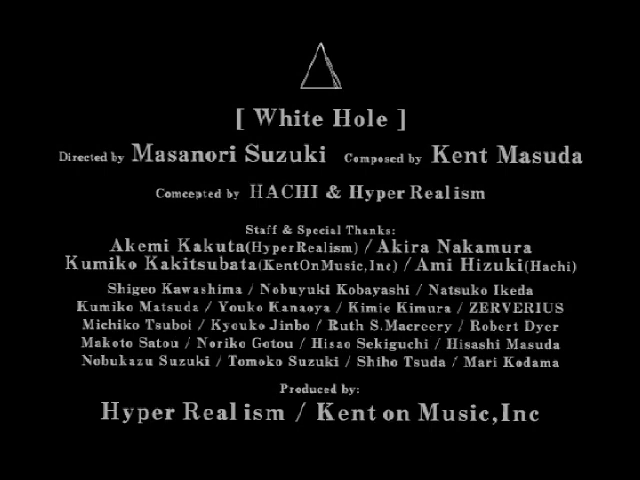 [ White Hole ]
Directed by Masanori Suzuki Composed by Kent Masuda
Comcepted by HACHI & Hyper Realism
Staff & Special Thanks:
Akemi Kakuta(HyperRealism) / Akira Nakamura
Kumiko Kakitsubata(KentOnMusic,Inc) / Ami Hizuki(Hachi)
Shigeo Kawashima / Nobuyuki Kobayashi / Natsuko Ikeda
Kumiko Matsuda / Youko Kanaoya / Kimie Kimura / ZERVERIUS
Michiko Tsuboi / Kyouko Jinbo / Ruth S.Macreery / Robert Dyer
Makoto Satou / Noriko Gotou / Hisao Sekiguchi / Hisashi Masuda
Nobukazu Suzuki / Tomoko Suzuki / Shiho Tsuda / Mari Kodama
Produced by:
Hyper Realism / Kent on Music,Inc